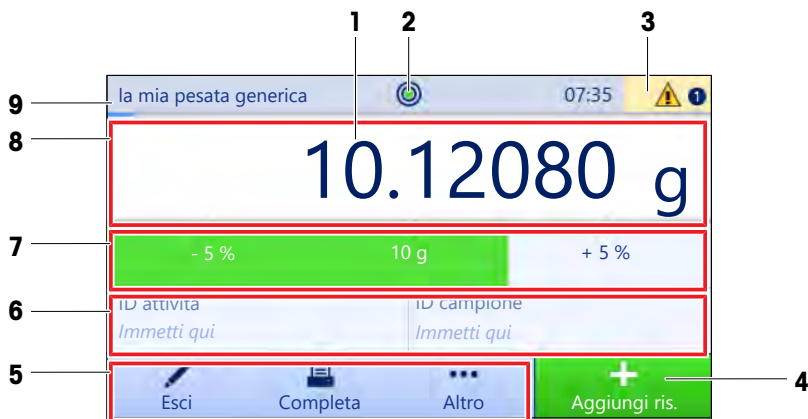 1 2 3
9 la mia pesata generica 07:35 1
8 10.12080 g
7 - 5 % 10 g + 5 %
6 ID attività ID campione
Immetti qui Immetti qui
5 4
Esci Completa Altro Aggiungi ris.